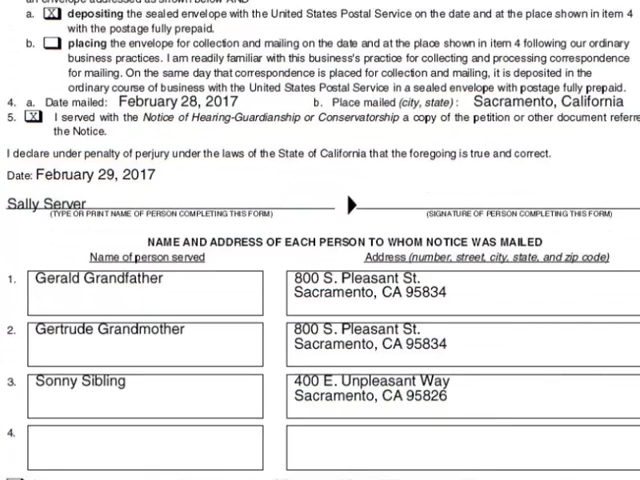 a. X depositing the sealed envelope with the United States Postal Service on the date and at the place shown in item 4
with the postage fully prepaid.
b. placing the envelope for collection and mailing on the date and at the place shown in item 4 following our ordinary
business practices. I am readily familiar with this business's practice for collecting and processing correspondence
for mailing. On the same day that correspondence is placed for collection and mailing, it is deposited in the
ordinary course of business with the United States Postal Service in a sealed envelope with postage fully prepaid.
4. a. Date mailed: February 28, 2017 b. Place mailed (city, state): Sacramento, California
5. X I served with the Notice of Hearing-Guardianship or Conservatorship a copy of the petition or other document
the Notice.
I declare under penalty of perjury under the laws of the State of California that the foregoing is true and correct.
Date: February 29, 2017
Sally Server
(TYPE OR PRINT NAME OF PERSON COMPLETING THIS FORM) (SIGNATURE OF PERSON COMPLETING THIS FORM)
NAME AND ADDRESS OF EACH PERSON TO WHOM NOTICE WAS MAILED
Name of person served Address (number, street, city, state, and zip code)
1. Gerald Grandfather 800 S. Pleasant St.
Sacramento, CA 95834
2. Gertrude Grandmother 800 S. Pleasant St.
Sacramento, CA 95834
3. Sonny Sibling 400 E. Unpleasant Way
Sacramento, CA 95826
4.